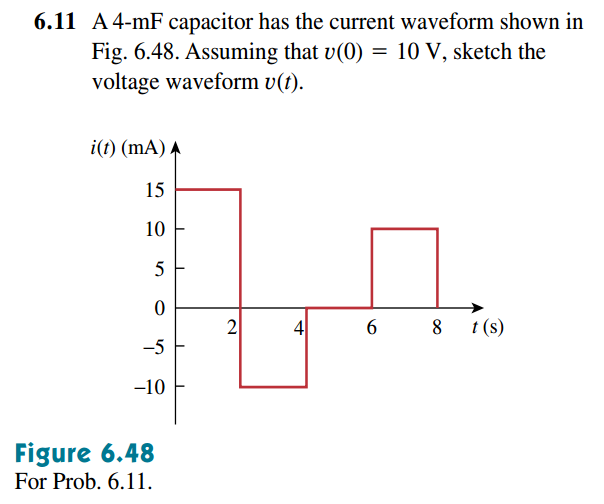 6.11 A 4-mF capacitor has the current waveform shown in
Fig. 6.48. Assuming that v(0) = 10 V, sketch the
voltage waveform v(t).
i(t) (mA)
15
10
5
0
2 4 6 8 t (s)
–5
–10
Figure 6.48
For Prob. 6.11.